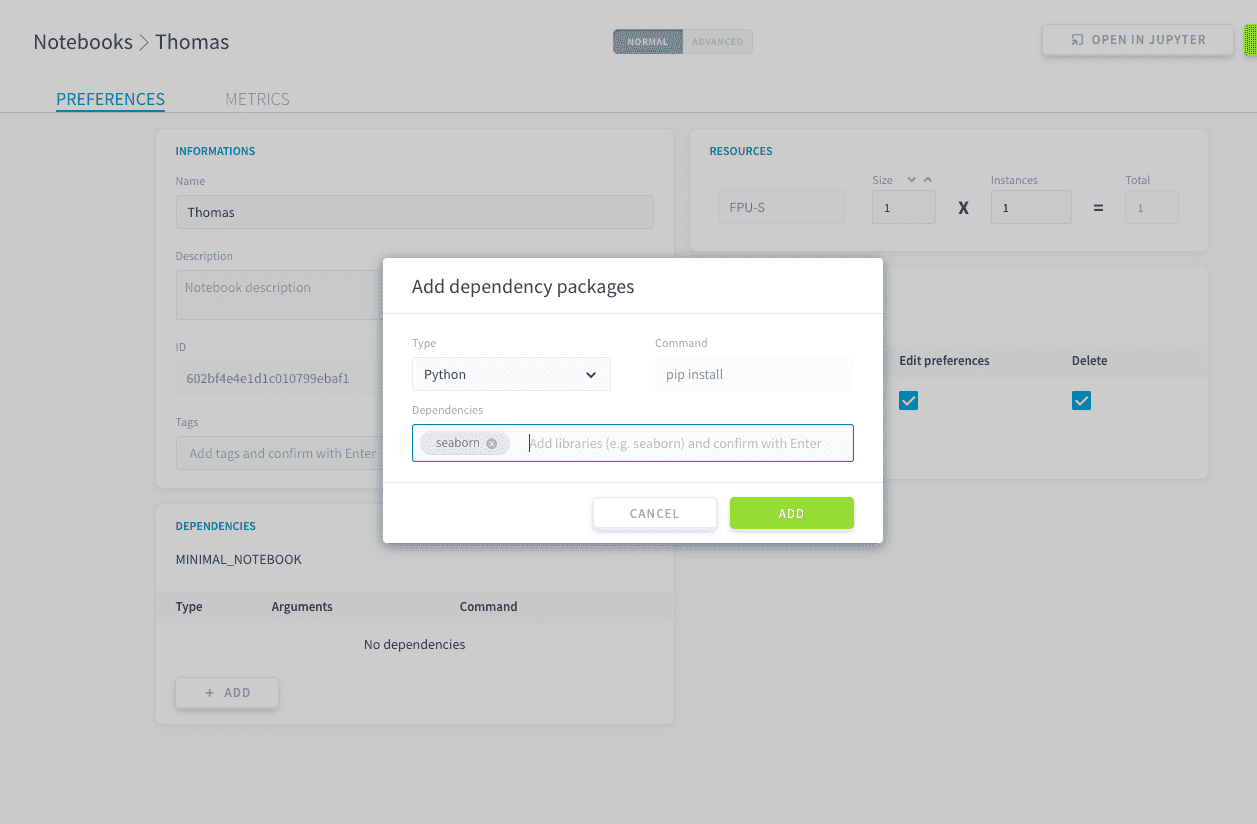 Notebooks > Thomas
NORMAL ADVANCED
OPEN IN JUPYTER
PREFERENCES METRICS
INFORMATIONS
Name
Thomas
Description
Notebook description
ID
602bf4e4e1d1c010799ebaf1
Tags
Add tags and confirm with Enter
RESOURCES
Size Instances Total
FPU-S 1 X 1 = 1
Edit preferences Delete
Add dependency packages
Type Command
Python pip install
Dependencies
seaborn Add libraries (e.g. seaborn) and confirm with Enter
CANCEL ADD
DEPENDENCIES
MINIMAL_NOTEBOOK
Type Arguments Command
No dependencies
+ ADD